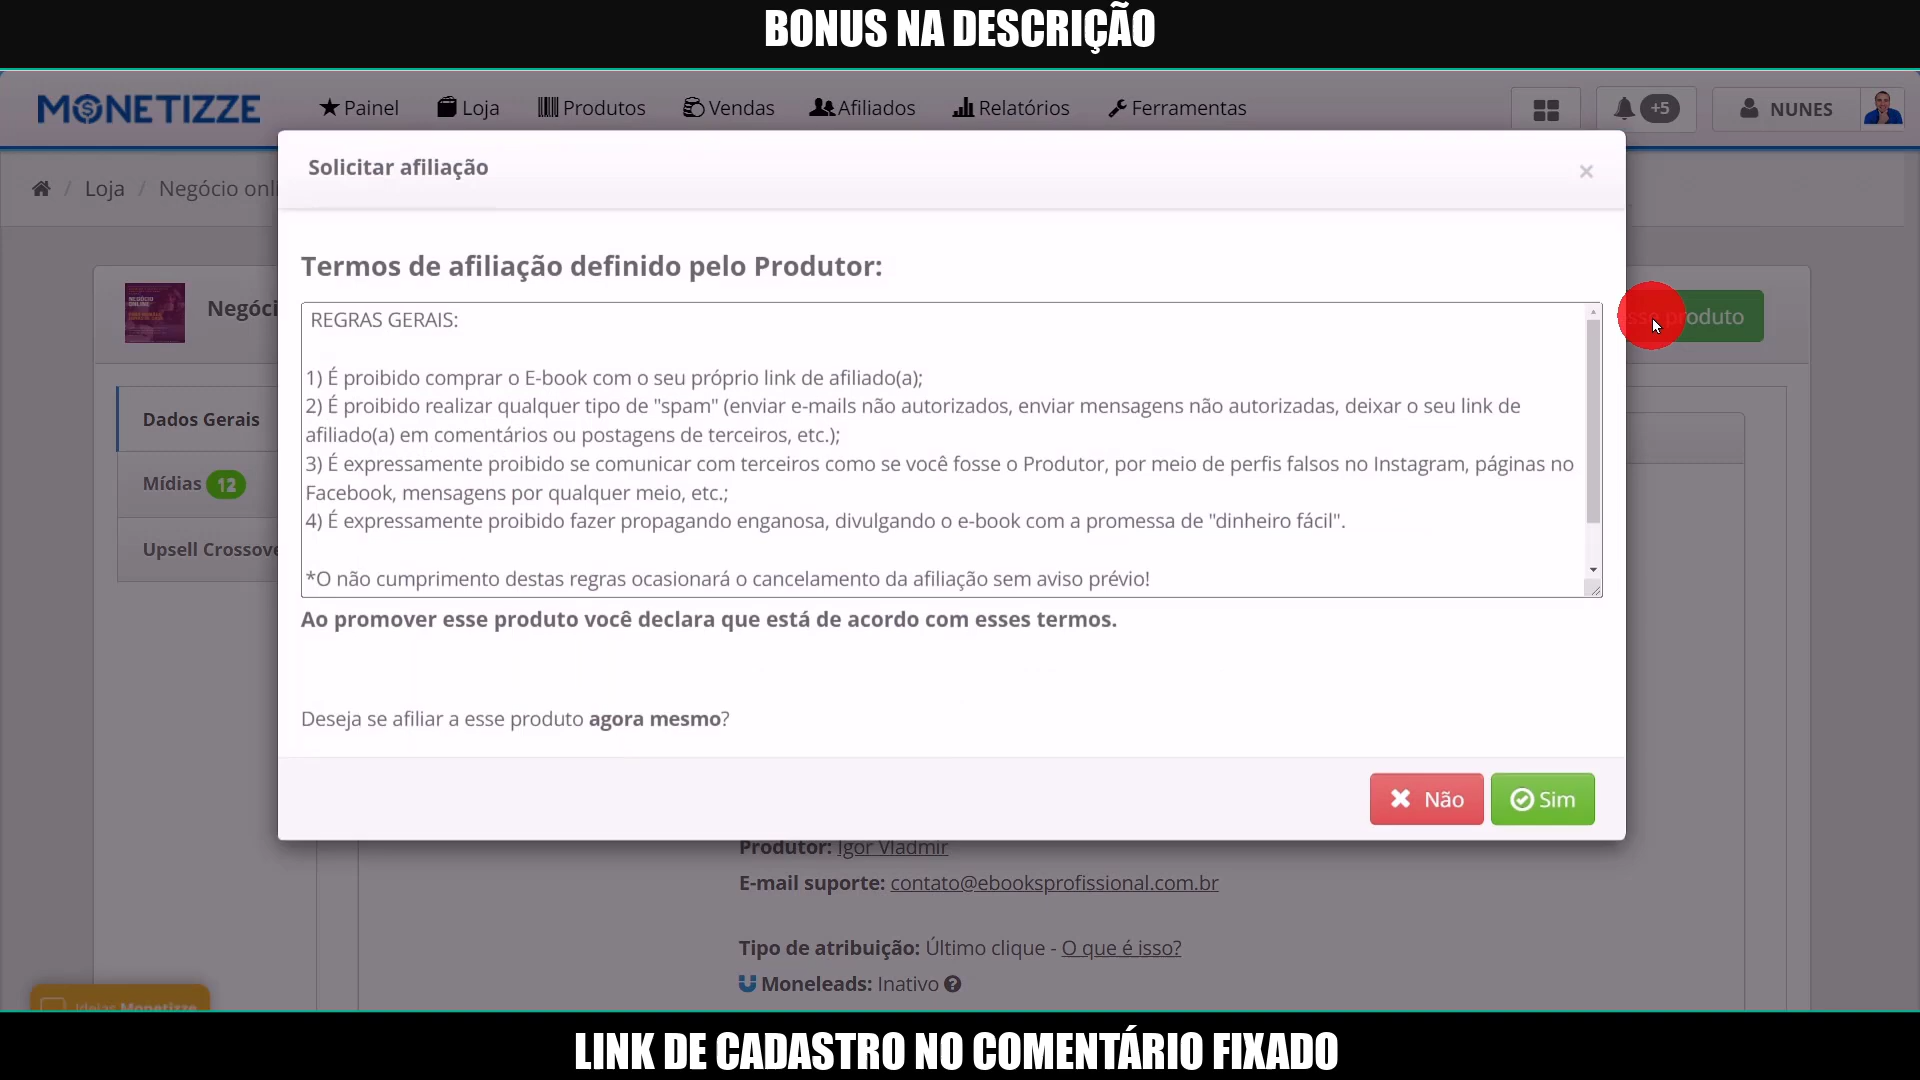 BONUS NA DESCRIÇÃO
MONETIZZE
Painel
Loja
Produtos
Vendas
Afiliados
Relatórios
Ferramentas
+5
NUNES
/ Loja / Negócio onl
Solicitar afiliação
×
Termos de afiliação definido pelo Produtor:
REGRAS GERAIS:
1) É proibido comprar o E-book com o seu próprio link de afiliado(a);
2) É proibido realizar qualquer tipo de "spam" (enviar e-mails não autorizados, enviar mensagens não autorizadas, deixar o seu link de
afiliado(a) em comentários ou postagens de terceiros, etc.);
3) É expressamente proibido se comunicar com terceiros como se você fosse o Produtor, por meio de perfis falsos no Instagram, páginas no
Facebook, mensagens por qualquer meio, etc.;
4) É expressamente proibido fazer propagando enganosa, divulgando o e-book com a promessa de "dinheiro fácil".
*O não cumprimento destas regras ocasionará o cancelamento da afiliação sem aviso prévio!
Ao promover esse produto você declara que está de acordo com esses termos.
Deseja se afiliar a esse produto agora mesmo?
Não
Sim
Negóci
produto
Dados Gerais
Mídias 12
Upsell Crossove
Produtor: Igor Vladmir
E-mail suporte: contato@ebooksprofissional.com.br
Tipo de atribuição: Último clique - O que é isso?
Moneleads: Inativo
Ideias Monetizze
LINK DE CADASTRO NO COMENTÁRIO FIXADO